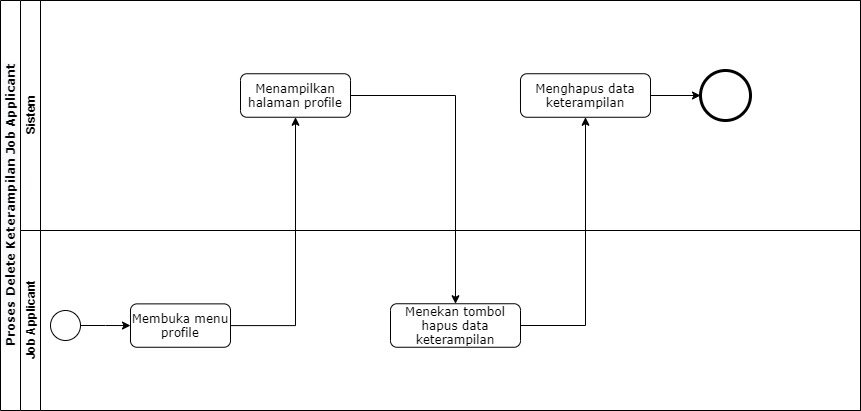 Proses Delete Keterampilan Job Applicant
Sistem
Menampilkan
halaman profile
Menghapus data
keterampilan
Job Applicant
Membuka menu
profile
Menekan tombol
hapus data
keterampilan